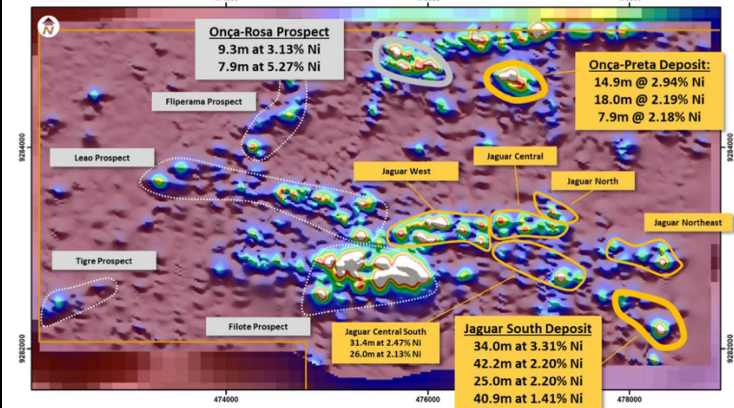 N
Onça-Rosa Prospect
9.3m at 3.13% Ni
7.9m at 5.27% Ni
Onça-Preta Deposit:
14.9m @ 2.94% Ni
18.0m @ 2.19% Ni
7.9m @ 2.18% Ni
Fliperama Prospect
9284000
9284000
Leao Prospect
Jaguar Central
Jaguar West
Jaguar North
Jaguar Northeast
Tigre Prospect
Filote Prospect
Jaguar Central South
31.4m at 2.47% Ni
26.0m at 2.13% Ni
Jaguar South Deposit
34.0m at 3.31% Ni
42.2m at 2.20% Ni
25.0m at 2.20% Ni
40.9m at 1.41% Ni
9282000
9282000
474000
476000
478000